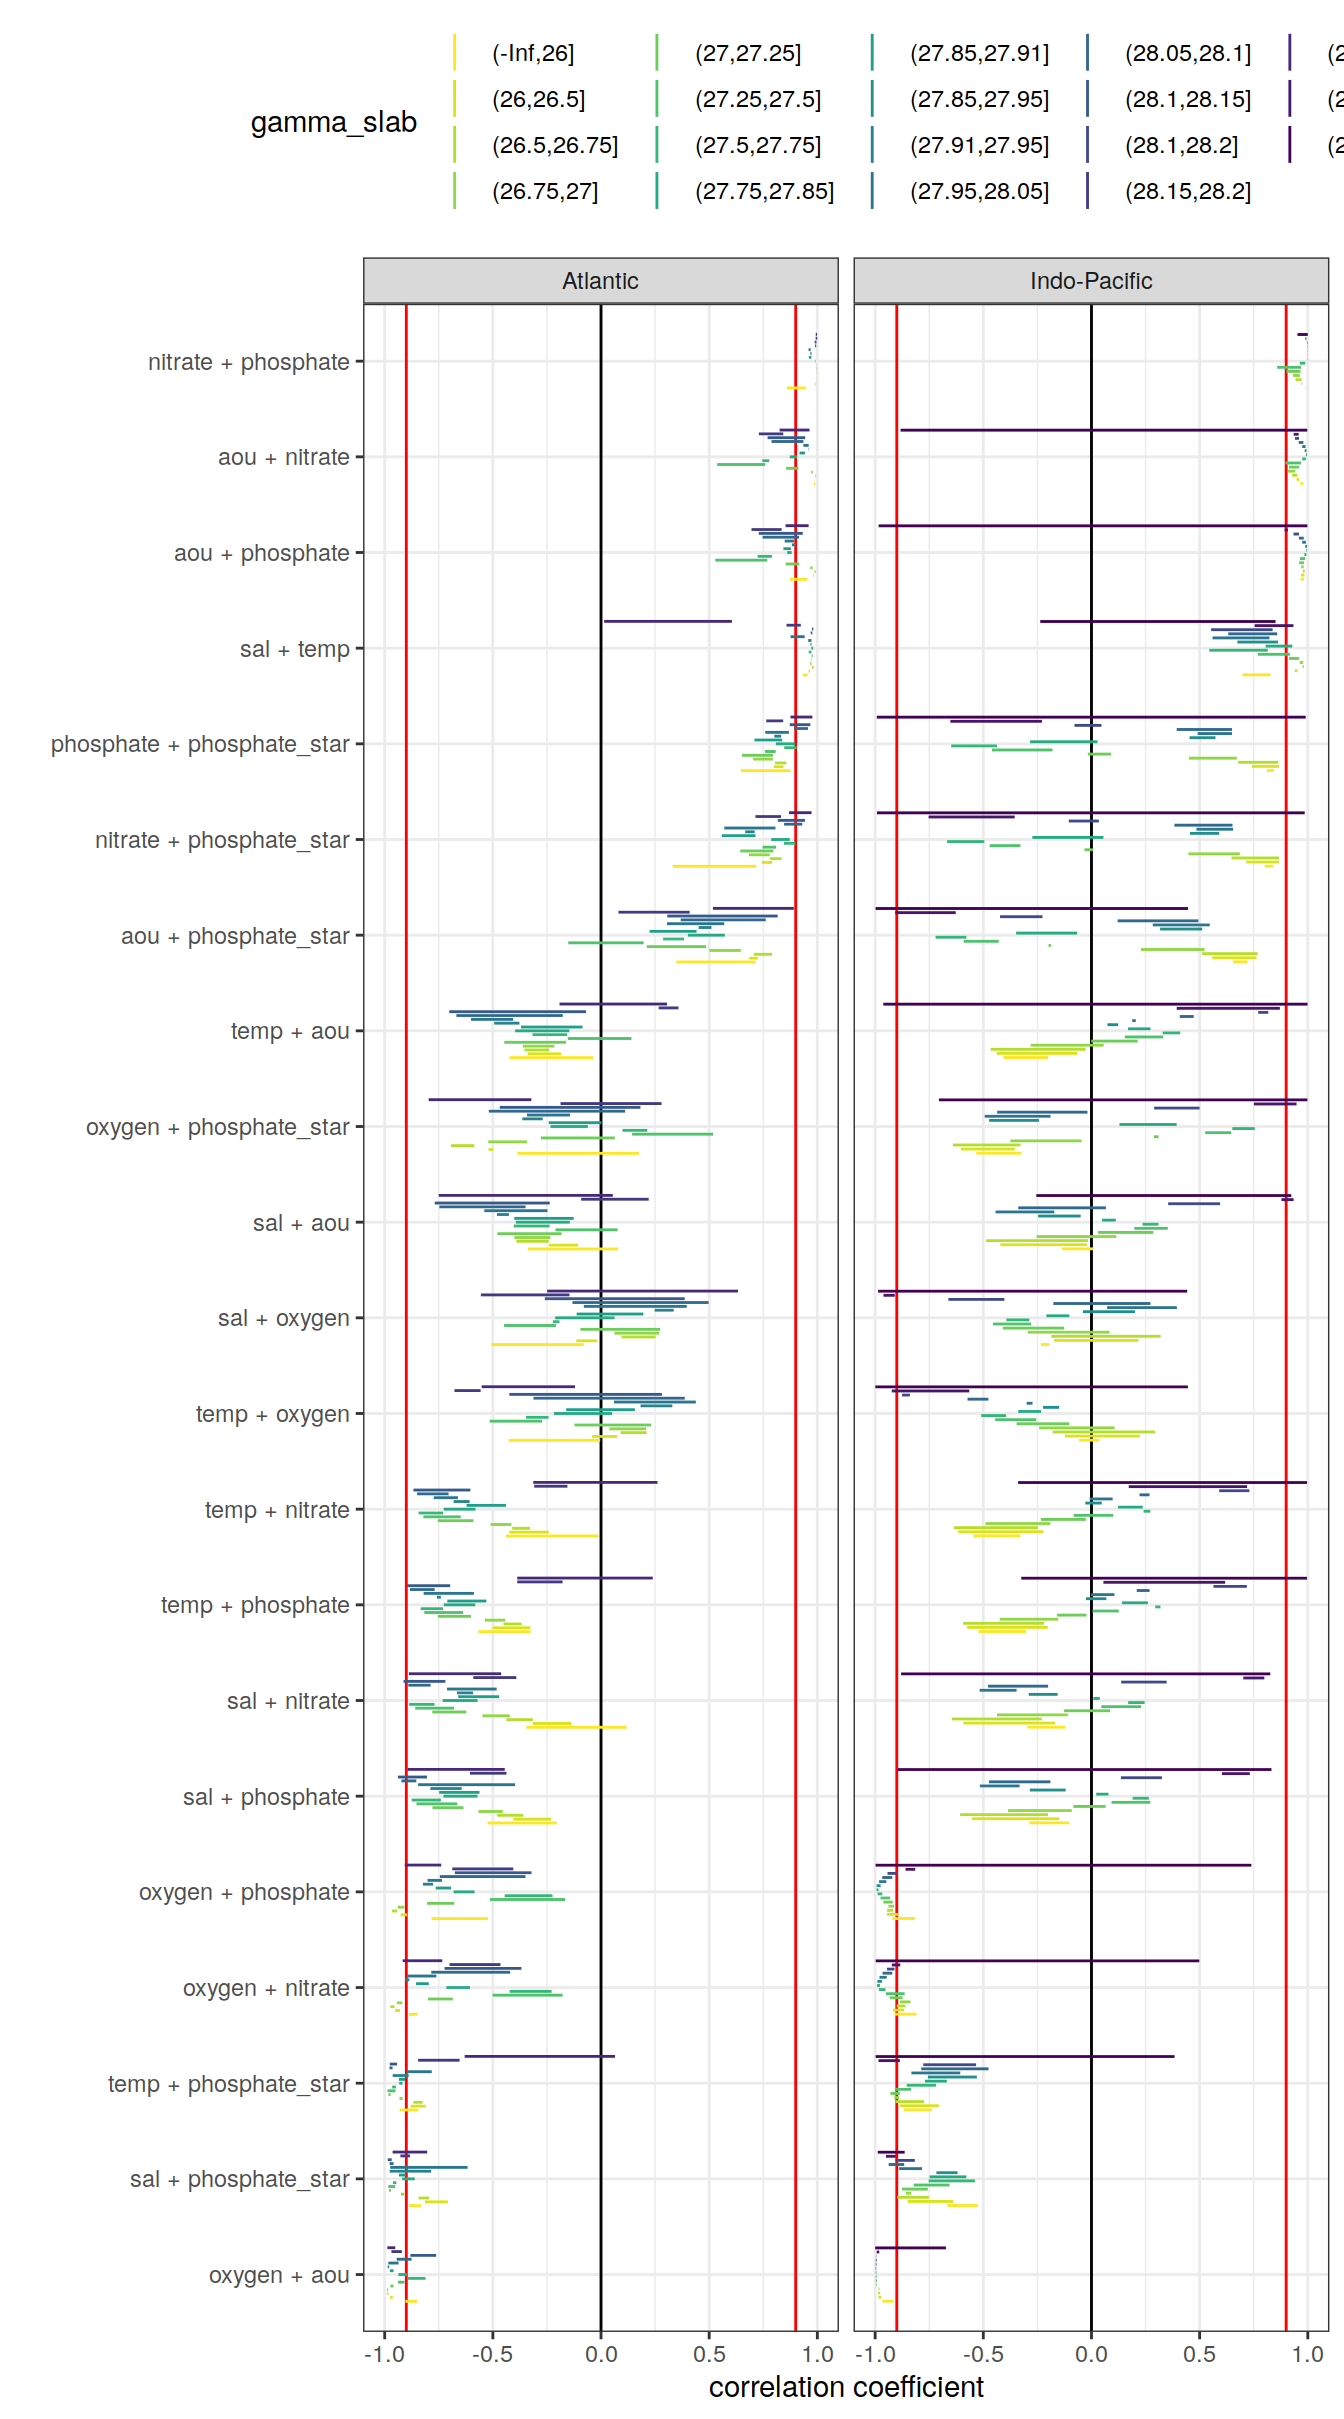 (-Inf,26] (27,27.25] (27.85,27.91] (28.05,28.1]
(26,26.5] (27.25,27.5] (27.85,27.95] (28.1,28.15]
gamma_slab
(26.5,26.75] (27.5,27.75] (27.91,27.95] (28.1,28.2]
(26.75,27] (27.75,27.85] (27.95,28.05] (28.15,28.2]
Atlantic Indo-Pacific
nitrate + phosphate
aou + nitrate
aou + phosphate
sal + temp
phosphate + phosphate_star
nitrate + phosphate_star
aou + phosphate_star
temp + aou
oxygen + phosphate_star
sal + aou
sal + oxygen
temp + oxygen
temp + nitrate
temp + phosphate
sal + nitrate
sal + phosphate
oxygen + phosphate
oxygen + nitrate
temp + phosphate_star
sal + phosphate_star
oxygen + aou
-1.0 -0.5 0.0 0.5 1.0 -1.0 -0.5 0.0 0.5 1.0
correlation coefficient